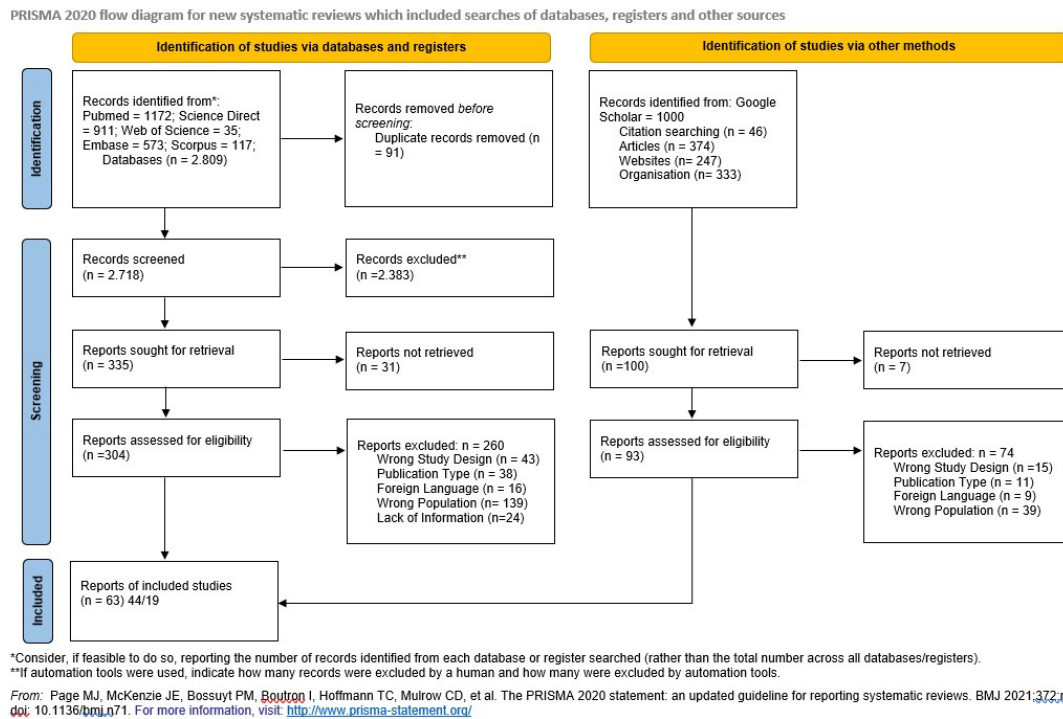 PRISMA 2020 flow diagram for new systematic reviews which included searches of databases, registers and other sources
Identification of studies via databases and registers
Identification of studies via other methods
Identification
Records identified from*:
Pubmed = 1172; Science Direct
= 911; Web of Science = 35;
Embase = 573; Scorpus = 117;
Databases (n = 2.809)
Records removed before
screening:
Duplicate records removed (n
= 91)
Records identified from: Google
Scholar = 1000
Citation searching (n = 46)
Articles (n = 374)
Websites (n= 247)
Organisation (n= 333)
Screening
Records screened
(n = 2.718)
Records excluded**
(n =2.383)
Reports sought for retrieval
(n = 335)
Reports not retrieved
(n = 31)
Reports sought for retrieval
(n =100)
Reports not retrieved
(n = 7)
Reports assessed for eligibility
(n =304)
Reports excluded: n = 260
Wrong Study Design (n = 43)
Publication Type (n = 38)
Foreign Language (n = 16)
Wrong Population (n= 139)
Lack of Information (n=24)
Reports assessed for eligibility
(n = 93)
Reports excluded: n = 74
Wrong Study Design (n =15)
Publication Type (n = 11)
Foreign Language (n = 9)
Wrong Population (n = 39)
Included
Reports of included studies
(n = 63) 44/19
*Consider, if feasible to do so, reporting the number of records identified from each database or register searched (rather than the total number across all databases/registers).
**If automation tools were used, indicate how many records were excluded by a human and how many were excluded by automation tools.
From: Page MJ, McKenzie JE, Bossuyt PM, Boutron I, Hoffmann TC, Mulrow CD, et al. The PRISMA 2020 statement: an updated guideline for reporting systematic reviews. BMJ 2021;372:
doi: 10.1136/bmj.n71. For more information, visit: http://www.prisma-statement.org/